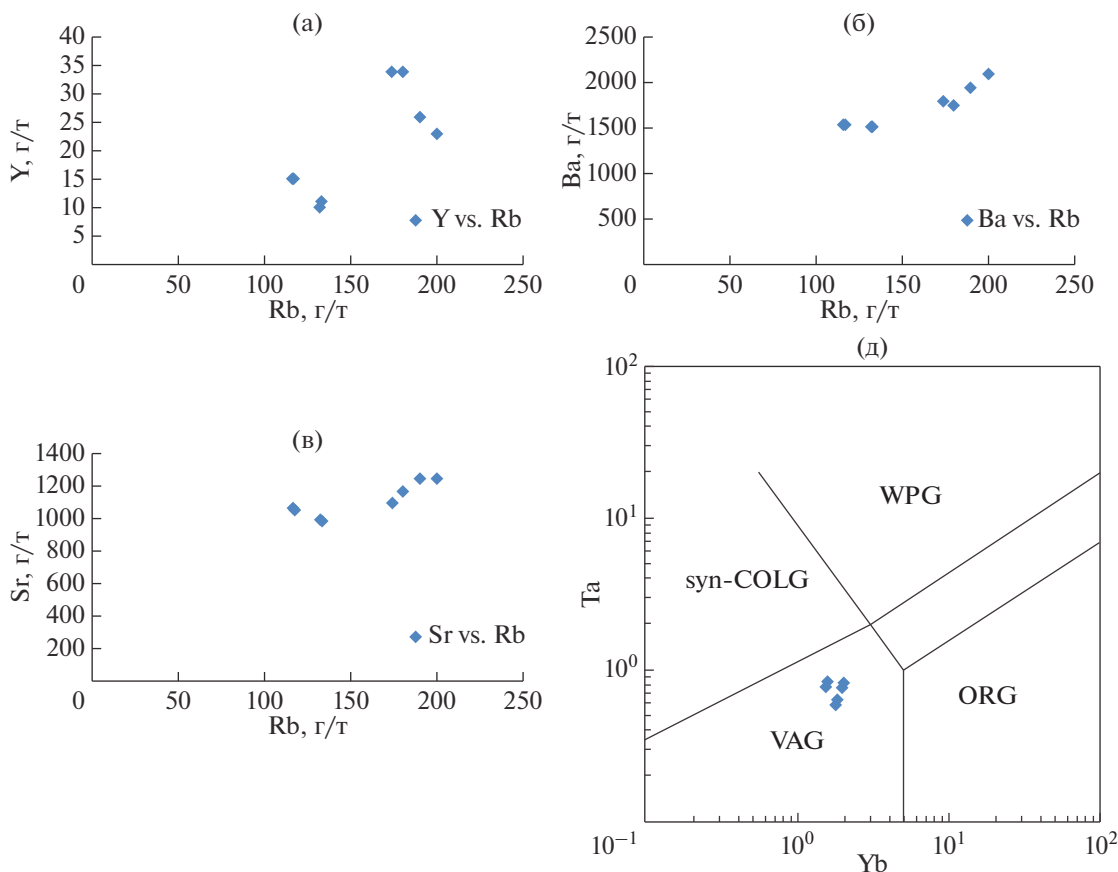 (а)
40
35
30
25
20
15
10
5
0
50
100
150
200
250
Y, г/т
Rb, г/т
Y vs. Rb
(б)
2500
2000
1500
1000
500
0
50
100
150
200
250
Ba, г/т
Rb, г/т
Ba vs. Rb
(в)
1400
1200
1000
800
600
400
200
0
50
100
150
200
250
Sr, г/т
Rb, г/т
Sr vs. Rb
(д)
10²
10¹
10⁰
10⁻¹
10⁰
10¹
10²
Ta
Yb
WPG
syn-COLG
ORG
VAG